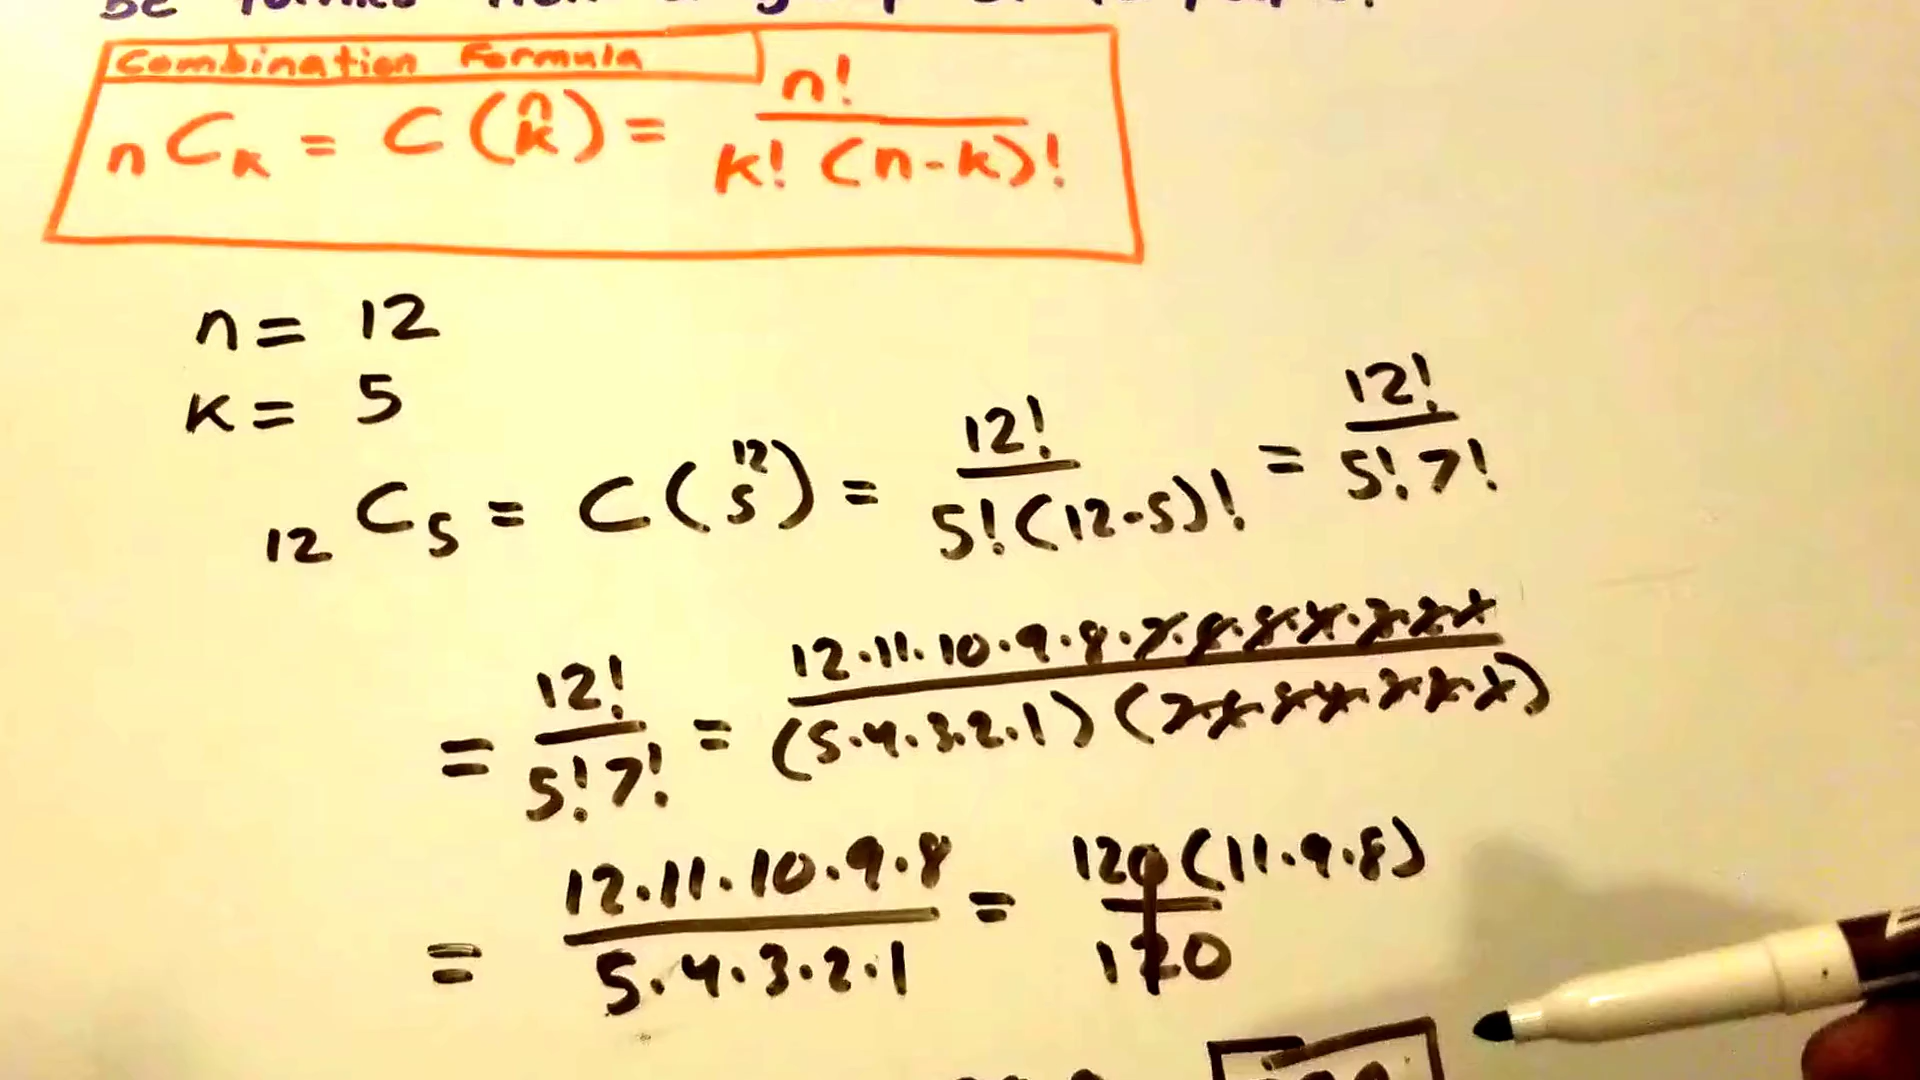 Combination Formula
nCk = C(n k) = n! / k! (n-k)!
n = 12
k = 5
12 C5 = C(12 5) = 12! / 5!(12-5)! = 12! / 5! 7!
= 12! / 5! 7! = 12·11·10·9·8·7·6·5·4·3·2·1 / (5·4·3·2·1)(7·6·5·4·3·2·1)
= 12·11·10·9·8 / 5·4·3·2·1 = 120(11·9·8) / 120